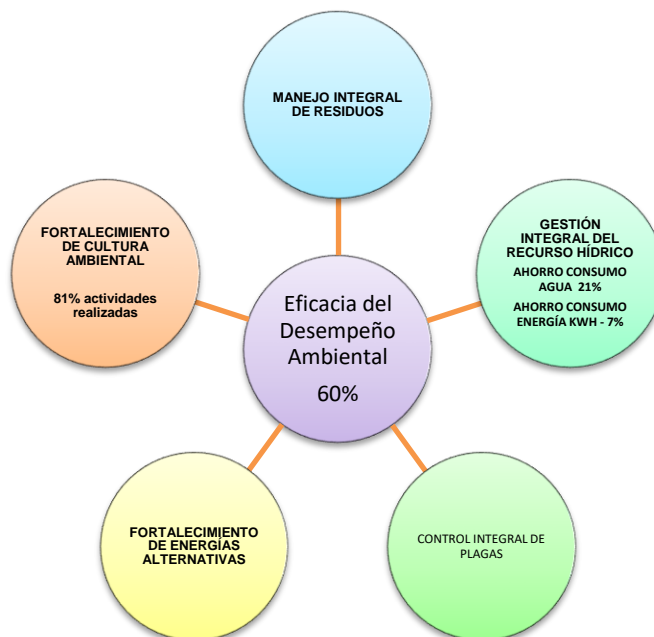 MANEJO INTEGRAL
DE RESIDUOS
FORTALECIMIENTO
DE CULTURA
AMBIENTAL
81% actividades
realizadas
GESTIÓN
INTEGRAL DEL
RECURSO HÍDRICO
AHORRO CONSUMO
AGUA 21%
AHORRO CONSUMO
ENERGÍA KWH - 7%
Eficacia del
Desempeño
Ambiental
60%
FORTALECIMIENTO
DE ENERGÍAS
ALTERNATIVAS
CONTROL INTEGRAL DE
PLAGAS